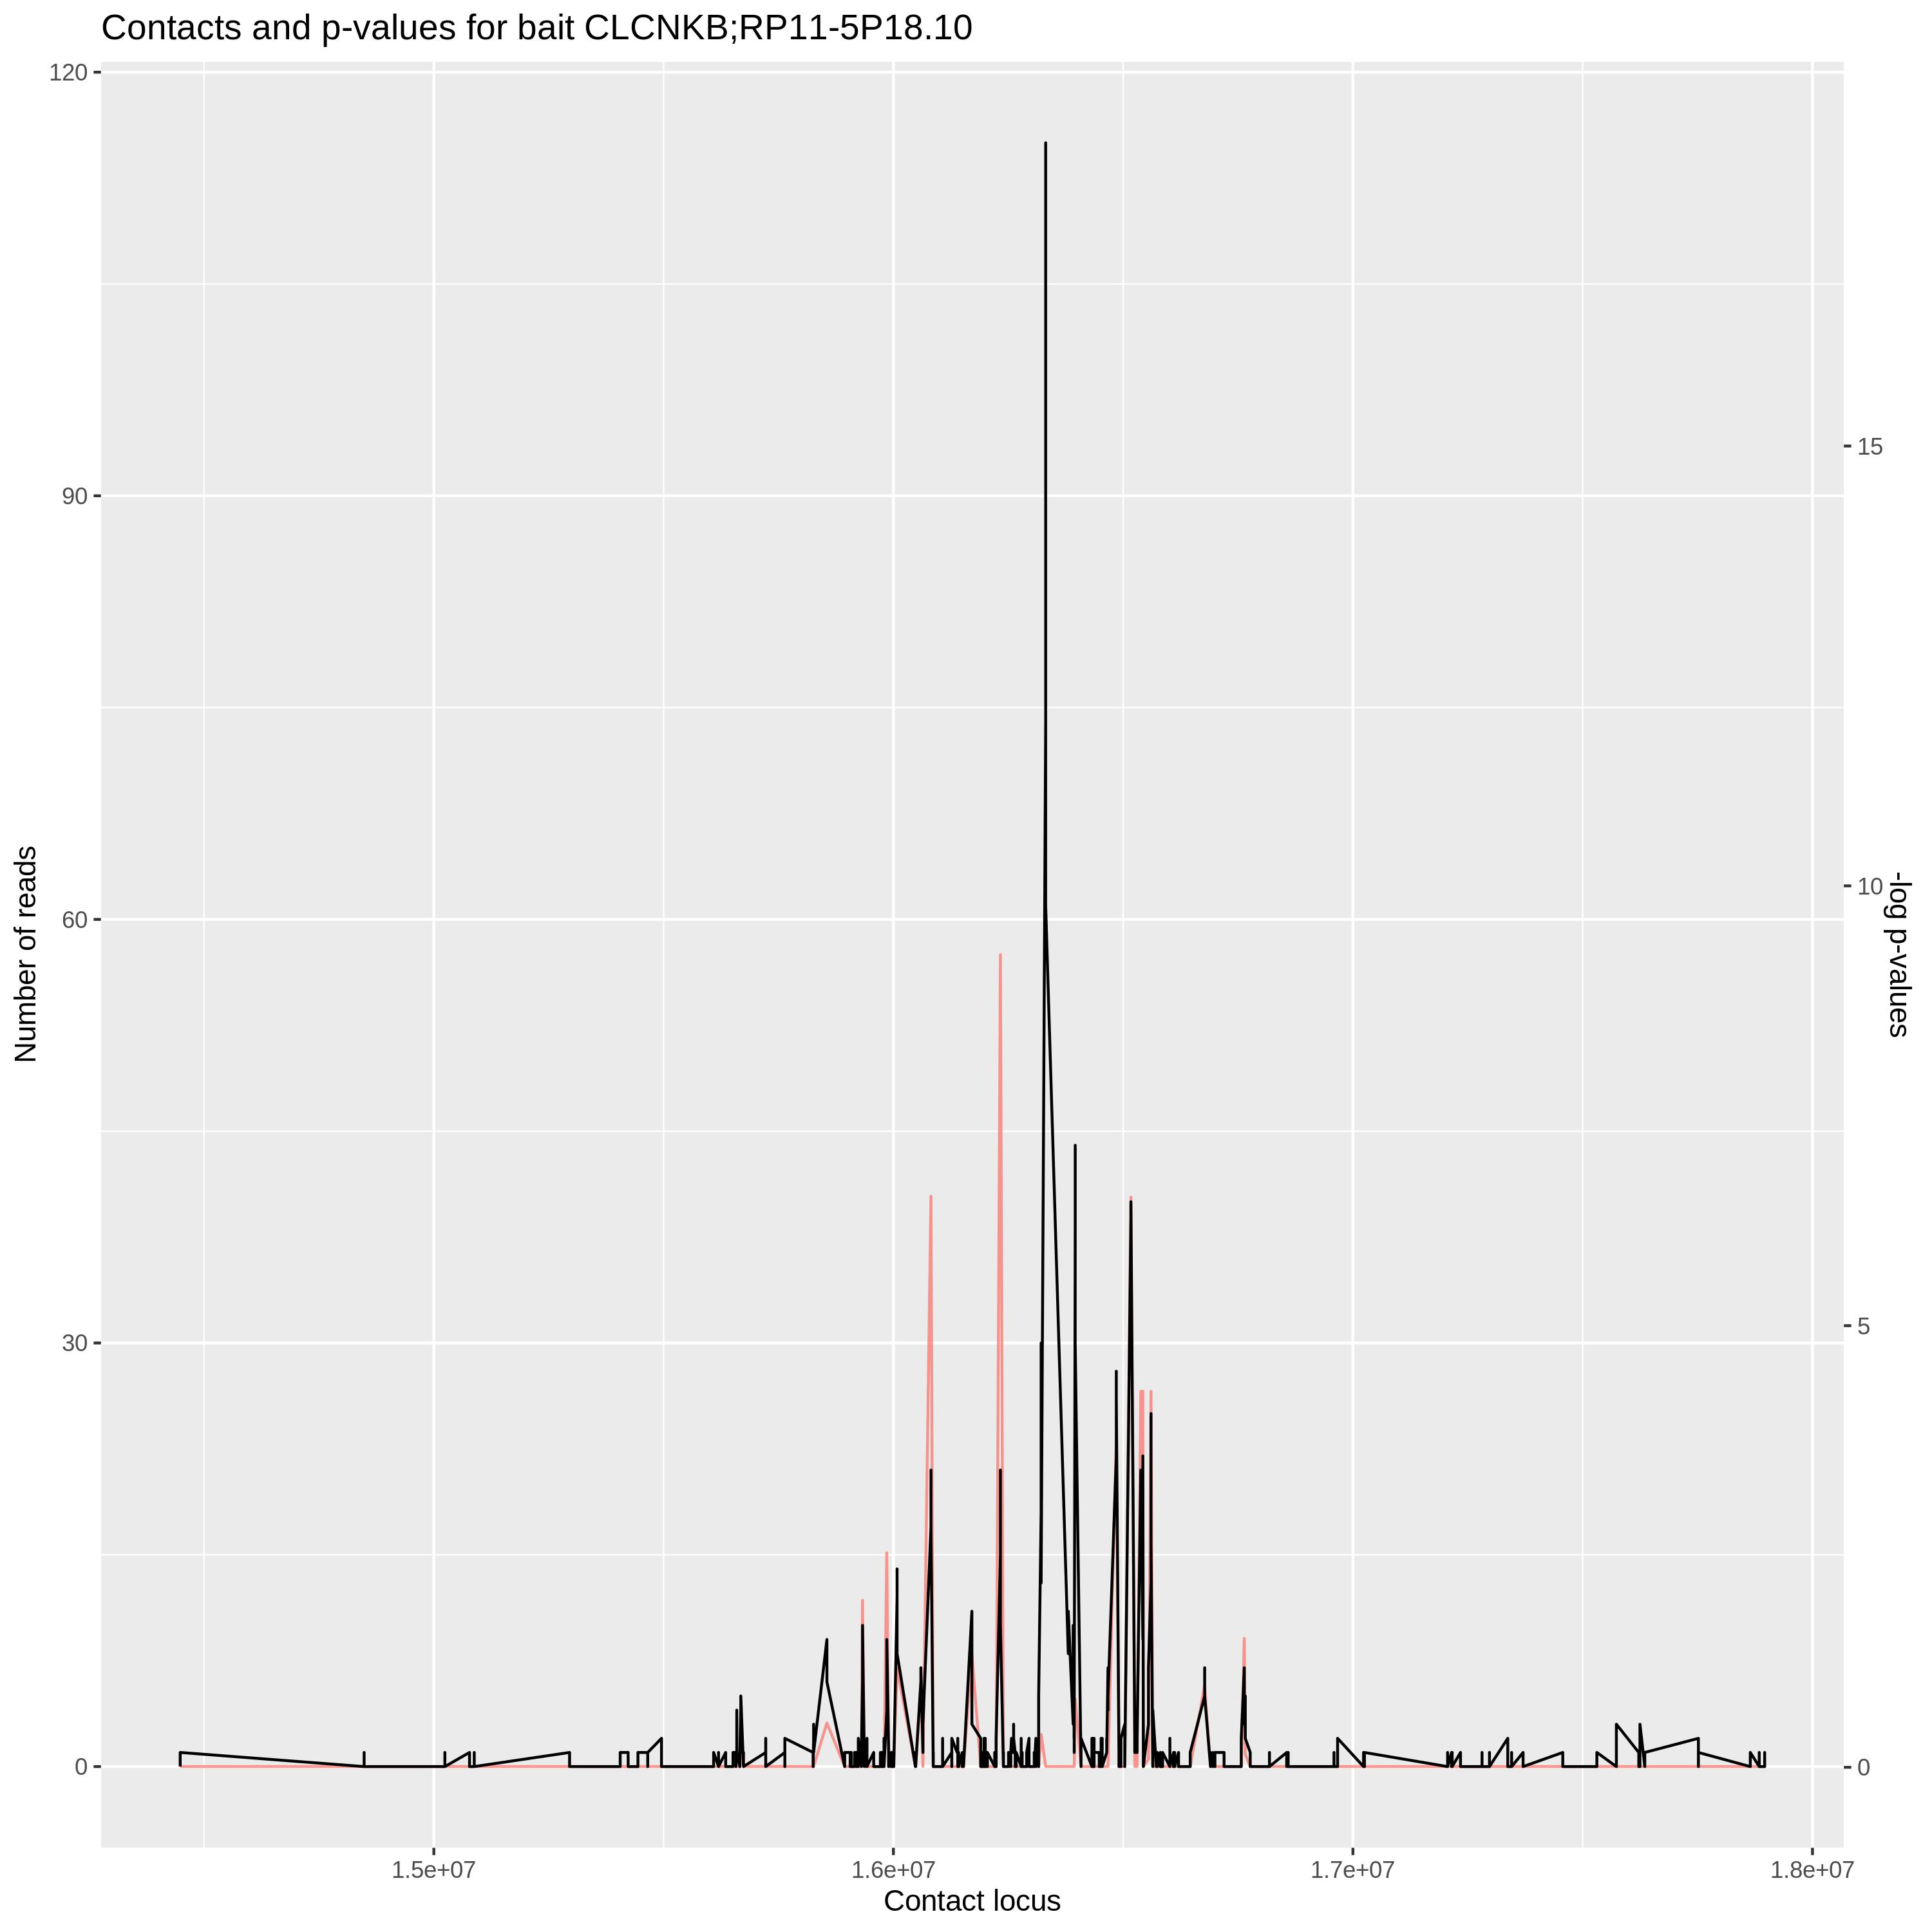 Contacts and p-values for bait CLCNKB;RP11-5P18.10
120
90
60
30
0
Number of reads
15
10
5
0
-log p-values
1.5e+07
1.6e+07
1.7e+07
1.8e+07
Contact locus